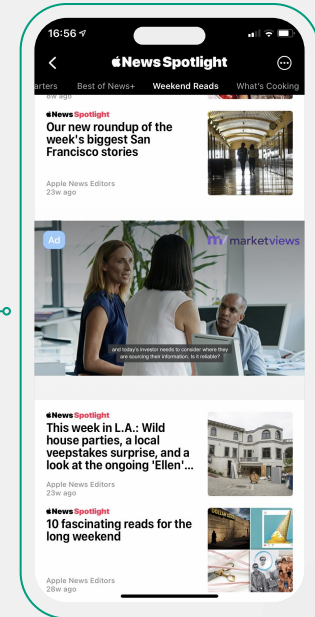 16:56
News Spotlight
arters Best of News+ Weekend Reads What's Cooking
8w ago
News Spotlight
Our new roundup of the
week's biggest San
Francisco stories
Apple News Editors
23w ago
Ad
m marketviews
and today's investor needs to consider where they
are sourcing their information. Is it reliable?
News Spotlight
This week in L.A.: Wild
house parties, a local
veepstakes surprise, and a
look at the ongoing 'Ellen'...
Apple News Editors
23w ago
News Spotlight
10 fascinating reads for the
long weekend
Apple News Editors
28w ago